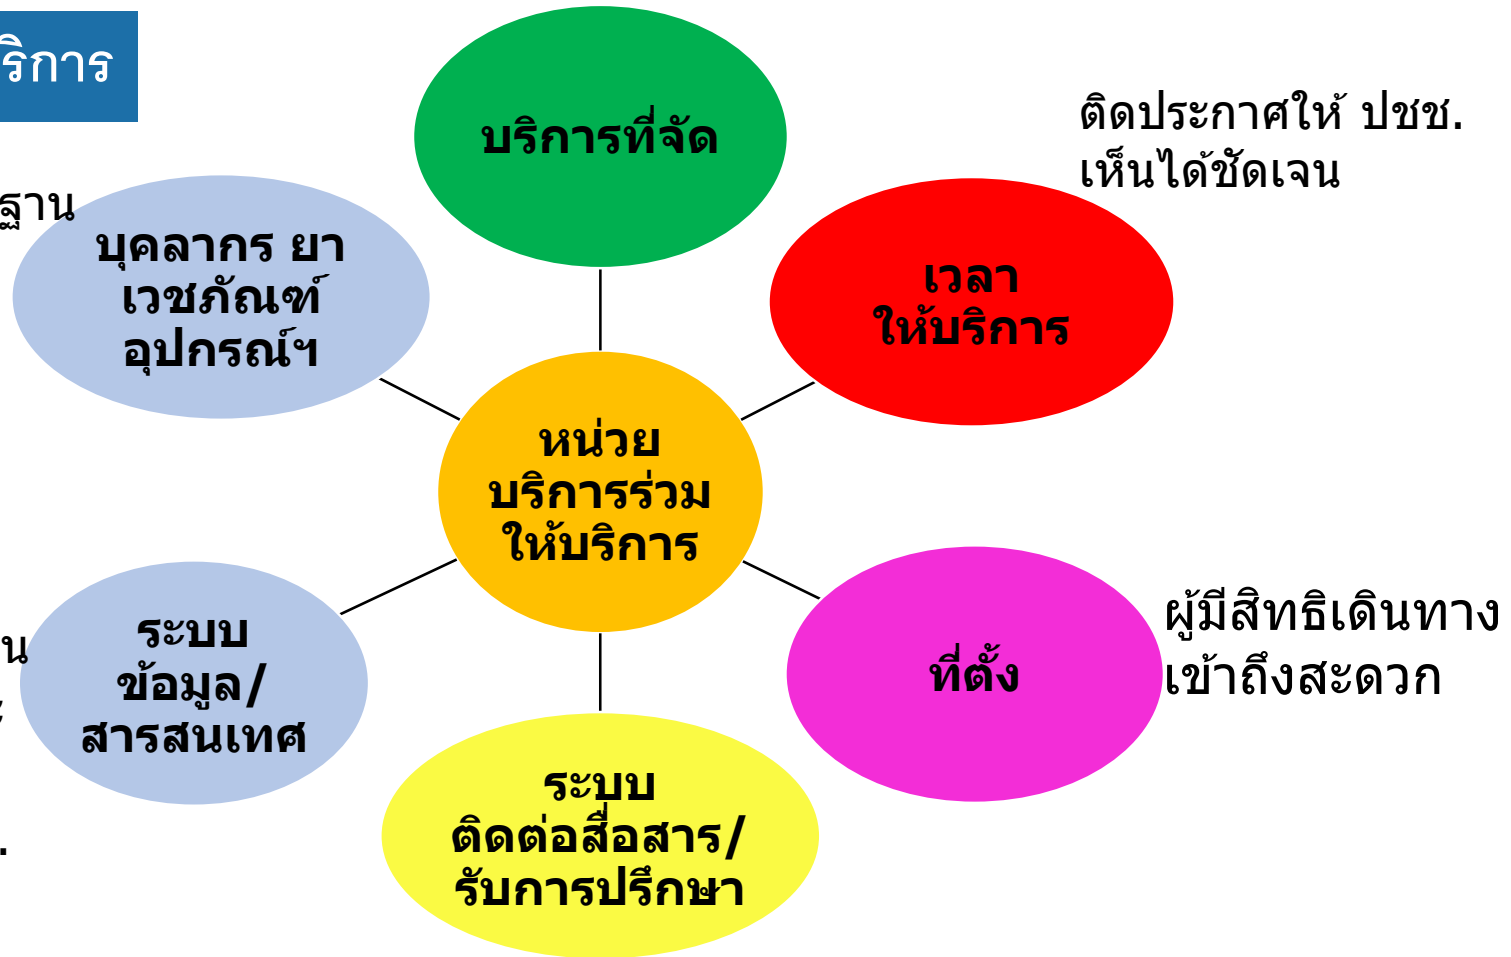 ริการ
บริการที่จัด
ติดประกาศให้ ปชช.
เห็นได้ชัดเจน
ฐาน
บุคลากร ยา
เวชภัณฑ์
อุปกรณ์ฯ
เวลา
ให้บริการ
หน่วย
บริการร่วม
ให้บริการ
น
ระบบ
ข้อมูล/
สารสนเทศ
ที่ตั้ง
ผู้มีสิทธิเดินทาง
เข้าถึงสะดวก
ระบบ
ติดต่อสื่อสาร/
รับการปรึกษา